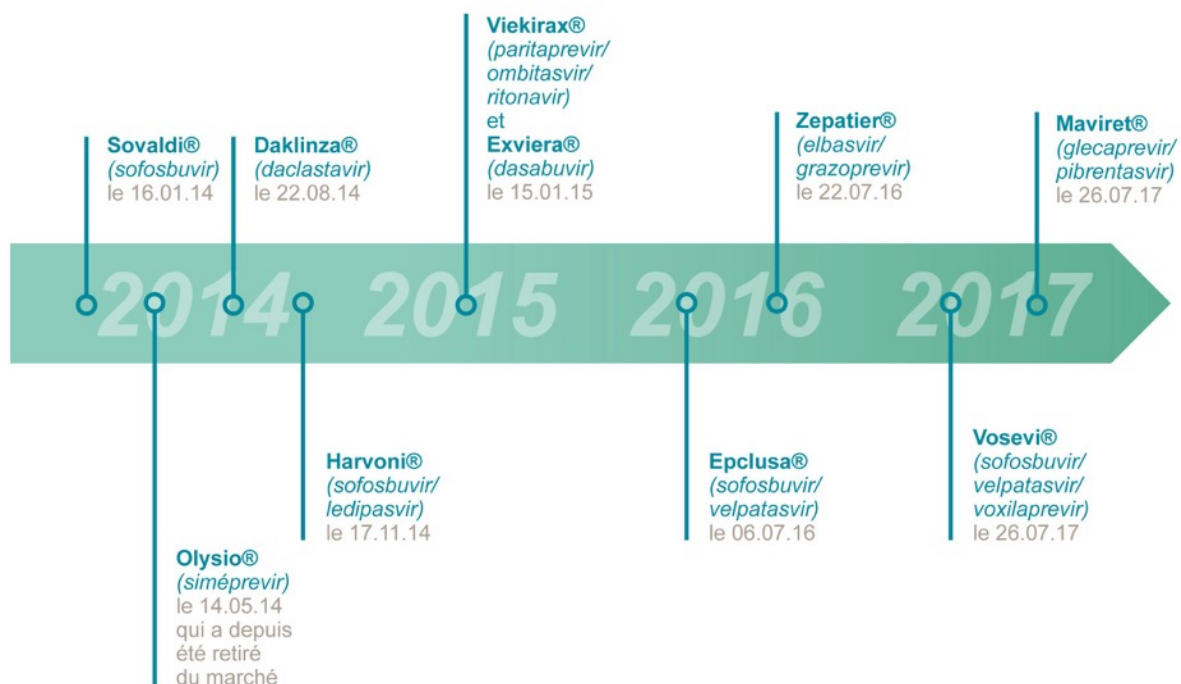 Viekirax®
(paritaprevir/
ombitasvir/
ritonavir)
et
Exviera®
(dasabuvir)
le 15.01.15
Sovaldi®
(sofosbuvir)
le 16.01.14
Daklinza®
(daclastavir)
le 22.08.14
Zepatier®
(elbasvir/
grazoprevir)
le 22.07.16
Maviret®
(glecaprevir/
pibrentasvir)
le 26.07.17
2014
2015
2016
2017
Harvoni®
(sofosbuvir/
ledipasvir)
le 17.11.14
Epclusa®
(sofosbuvir/
velpatasvir)
le 06.07.16
Vosevi®
(sofosbuvir/
velpatasvir/
voxilaprevir)
le 26.07.17
Olysio®
(siméprevir)
le 14.05.14
qui a depuis
été retiré
du marché